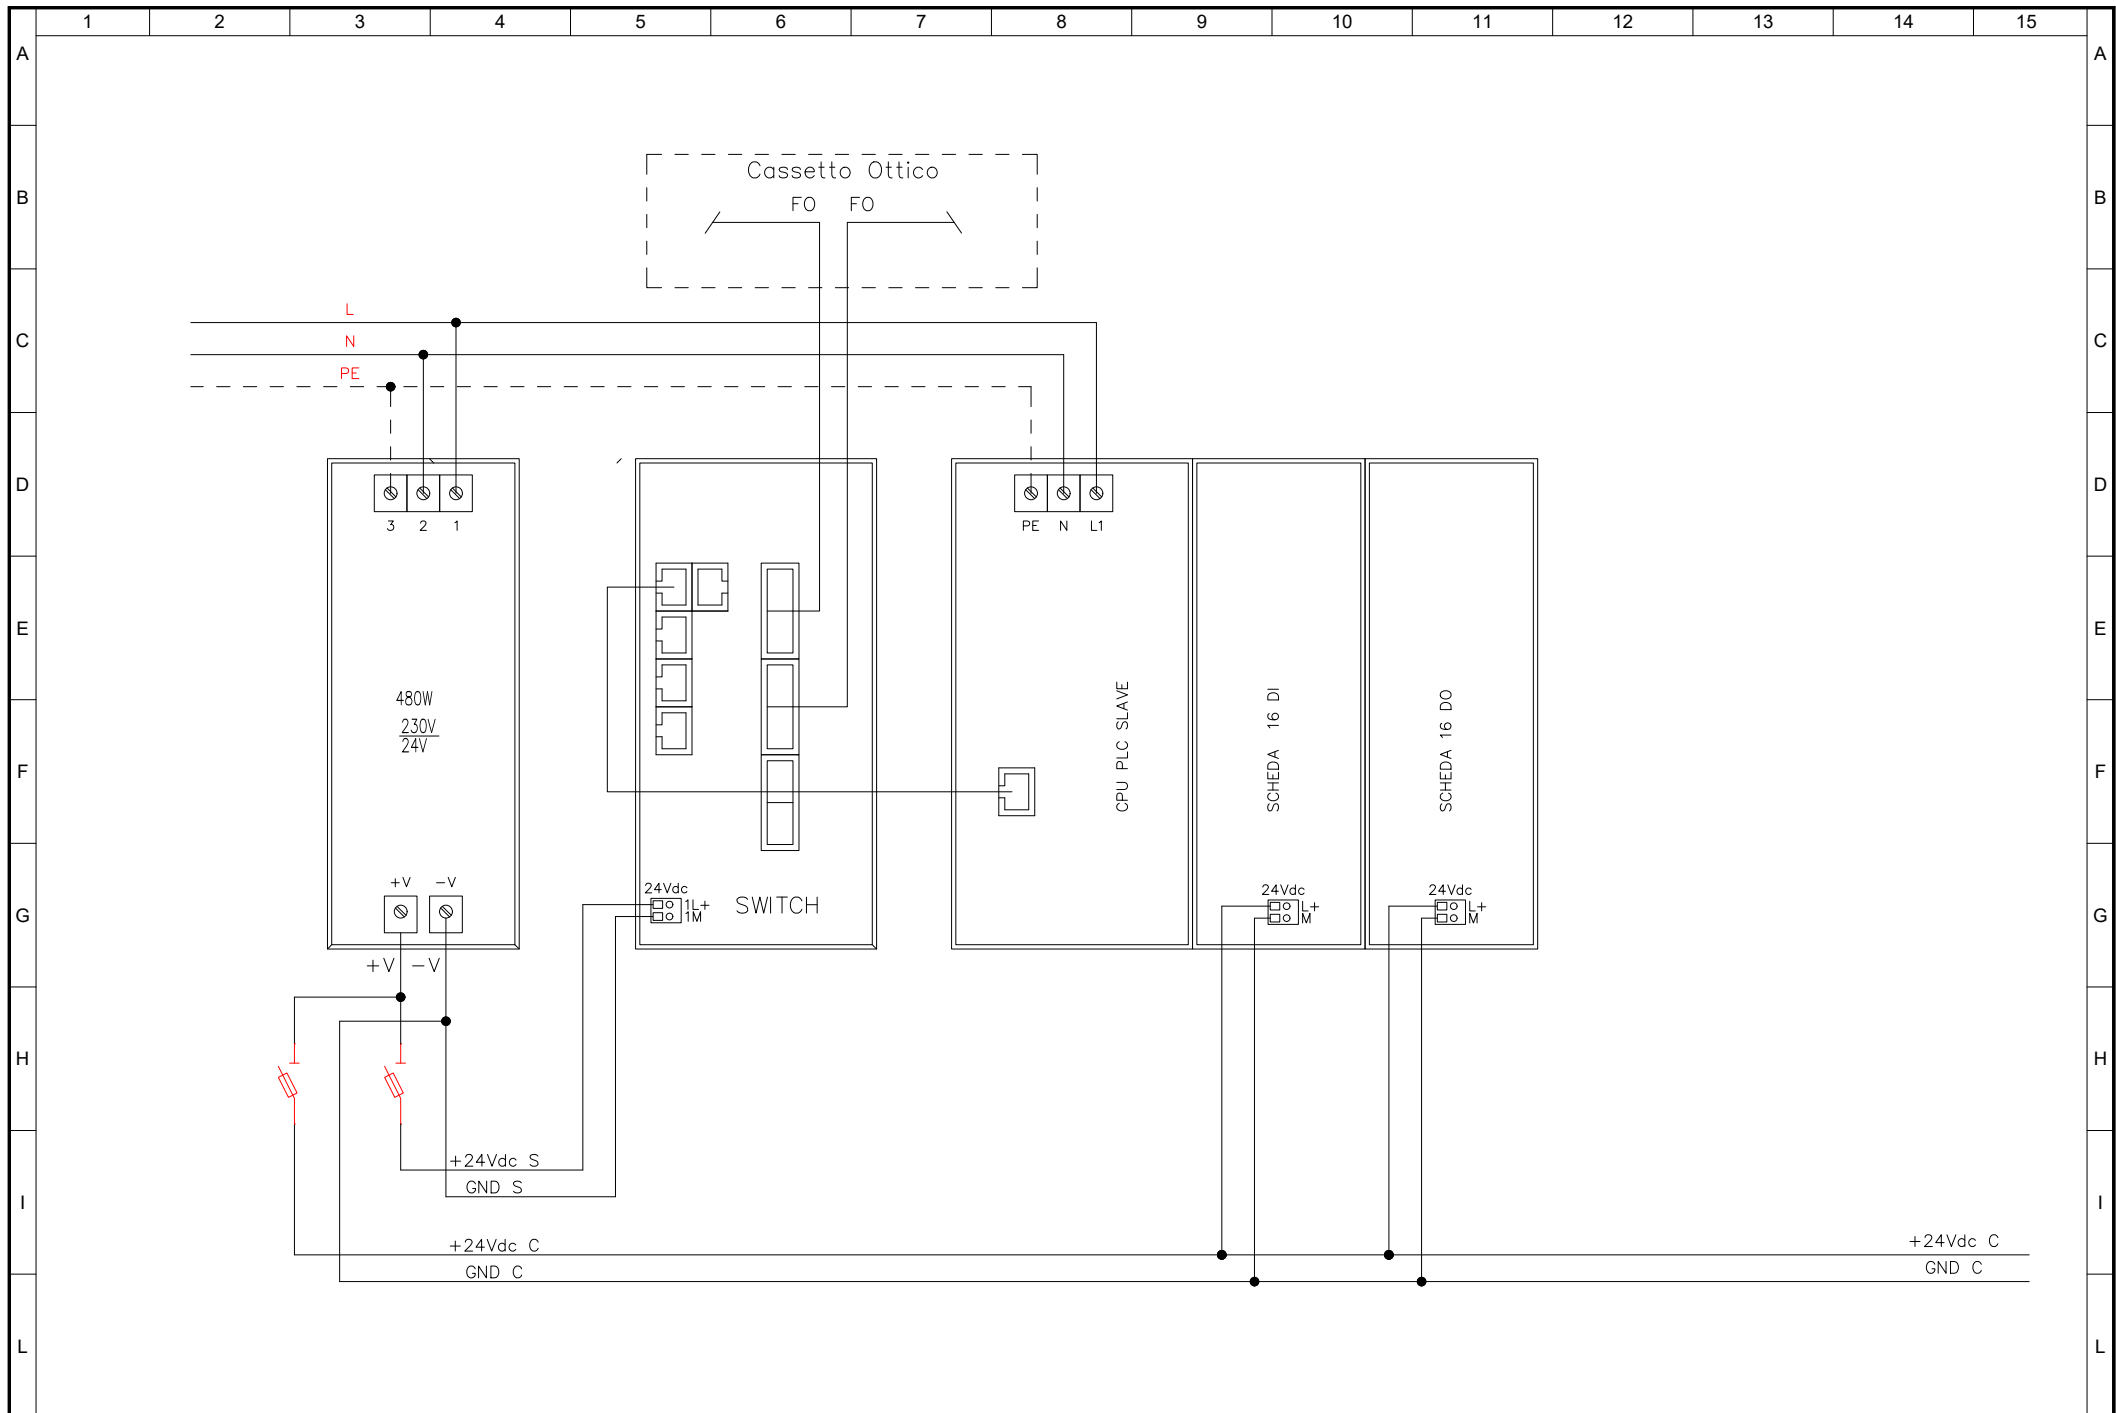 1 2 3 4 5 6 7 8 9 10 11 12 13 14 15
A A
B B
C C
D D
E E
F F
G G
H H
I I
L L
Cassetto Ottico
FO FO
L
N
PE
3 2 1
PE N L1
480W
230V
24V
CPU PLC SLAVE
SCHEDA 16 DI
SCHEDA 16 DO
+V -V
24Vdc
1L+
1M
SWITCH
24Vdc
L+
M
24Vdc
L+
M
+V -V
+24Vdc S
GND S
+24Vdc C
GND C
+24Vdc C
GND C